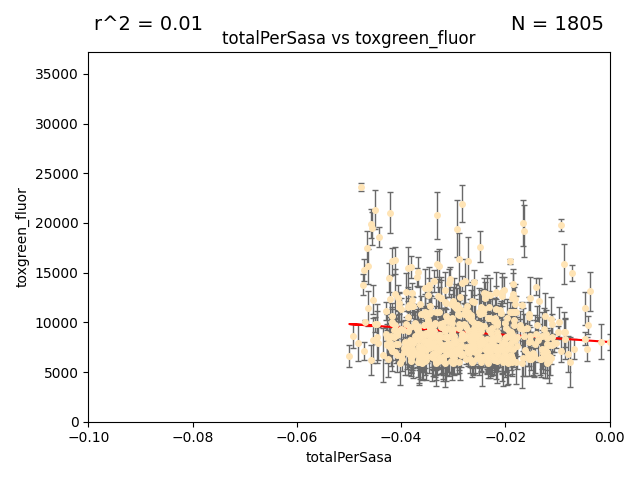 r^2 = 0.01
N = 1805
totalPerSasa vs toxgreen_fluor
35000
30000
25000
20000
15000
10000
5000
0
toxgreen_fluor
−0.10
−0.08
−0.06
−0.04
−0.02
0.00
totalPerSasa